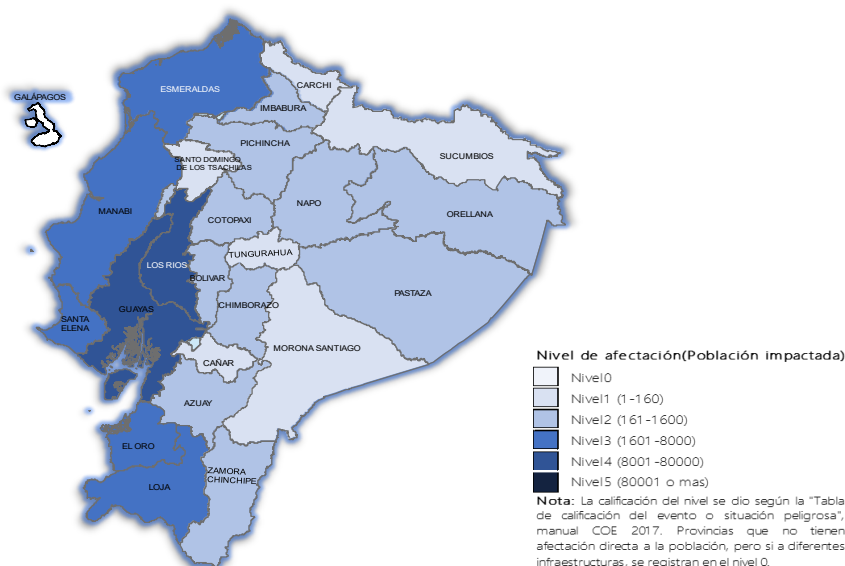 GALÁPAGOS
ESMERALDAS
CARCHI
IMBABURA
PICHINCHA
SANTO DOMINGO
DE LOS TSACHILAS
SUCUMBIOS
MANABI
COTOPAXI
NAPO
ORELLANA
LOS RIOS
BOLIVAR
TUNGURAHUA
PASTAZA
GUAYAS
CHIMBORAZO
SANTA
ELENA
CAÑAR
MORONA SANTIAGO
AZUAY
EL ORO
LOJA
ZAMORA
CHINCHIPE
Nivel de afectación(Población impactada)
Nivel0
Nivel1 (1-160)
Nivel2 (161-1600)
Nivel3 (1601-8000)
Nivel4 (8001-80000)
Nivel5 (80001 o mas)
Nota: La calificación del nivel se dio según la "Tabla
de calificación del evento o situación peligrosa",
manual COE 2017. Provincias que no tienen
afectación directa a la población, pero si a diferentes
infraestructuras, se registran en el nivel 0.